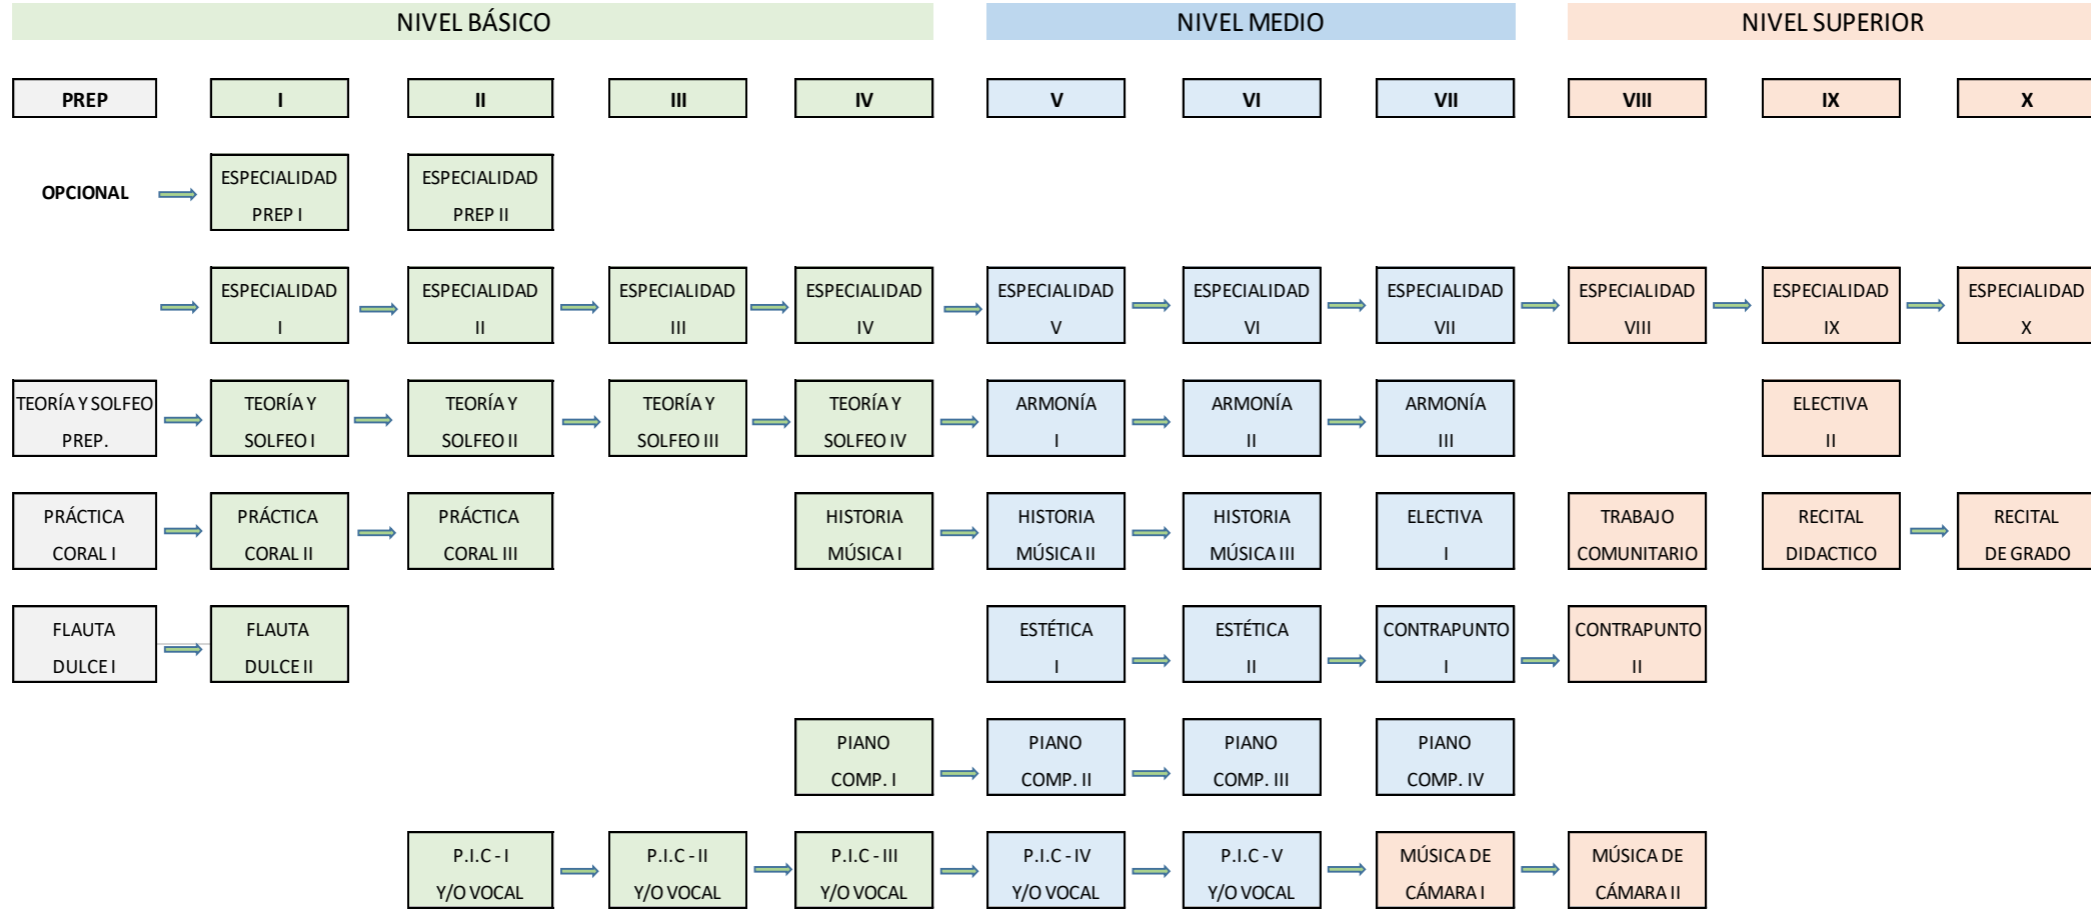 NIVEL BÁSICO
NIVEL MEDIO
NIVEL SUPERIOR
PREP
I
II
III
IV
V
VI
VII
VIII
IX
X
OPCIONAL
ESPECIALIDAD
PREP I
ESPECIALIDAD
PREP II
ESPECIALIDAD
I
ESPECIALIDAD
II
ESPECIALIDAD
III
ESPECIALIDAD
IV
ESPECIALIDAD
V
ESPECIALIDAD
VI
ESPECIALIDAD
VII
ESPECIALIDAD
VIII
ESPECIALIDAD
IX
ESPECIALIDAD
X
TEORÍA Y SOLFEO
PREP.
TEORÍA Y
SOLFEO I
TEORÍA Y
SOLFEO II
TEORÍA Y
SOLFEO III
TEORÍA Y
SOLFEO IV
ARMONÍA
I
ARMONÍA
II
ARMONÍA
III
ELECTIVA
II
PRÁCTICA
CORAL I
PRÁCTICA
CORAL II
PRÁCTICA
CORAL III
HISTORIA
MÚSICA I
HISTORIA
MÚSICA II
HISTORIA
MÚSICA III
ELECTIVA
I
TRABAJO
COMUNITARIO
RECITAL
DIDACTICO
RECITAL
DE GRADO
FLAUTA
DULCE I
FLAUTA
DULCE II
ESTÉTICA
I
ESTÉTICA
II
CONTRAPUNTO
I
CONTRAPUNTO
II
PIANO
COMP. I
PIANO
COMP. II
PIANO
COMP. III
PIANO
COMP. IV
P.I.C - I
Y/O VOCAL
P.I.C - II
Y/O VOCAL
P.I.C - III
Y/O VOCAL
P.I.C - IV
Y/O VOCAL
P.I.C - V
Y/O VOCAL
MÚSICA DE
CÁMARA I
MÚSICA DE
CÁMARA II